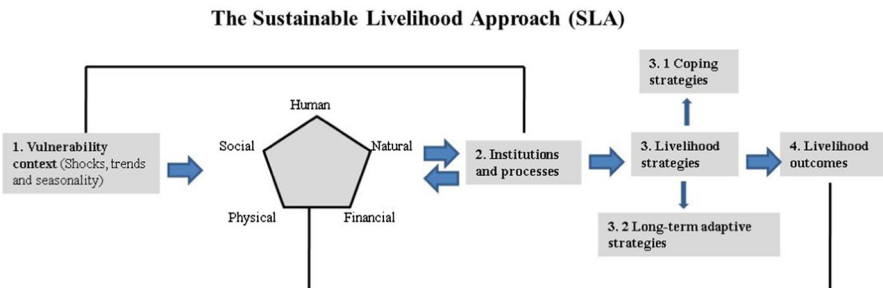 The Sustainable Livelihood Approach (SLA)
3. 1 Coping
strategies
Human
1. Vulnerability
context (Shocks, trends
and seasonality)
Social
Natural
2. Institutions
and processes
3. Livelihood
strategies
4. Livelihood
outcomes
Physical
Financial
3. 2 Long-term adaptive
strategies